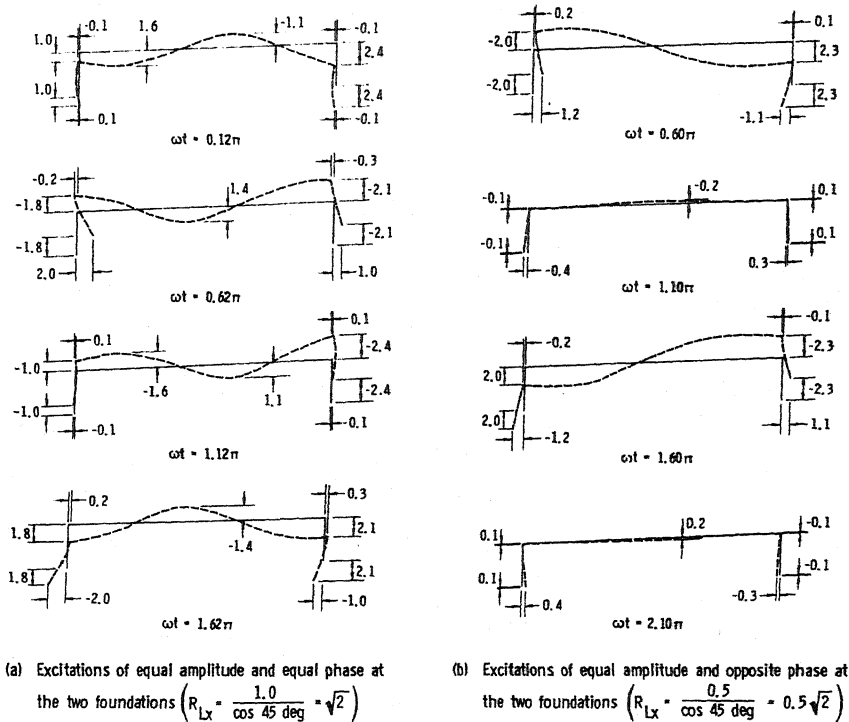 -0.1 1.6 -1.1 -0.1
1.0 2.4
1.0 2.4
0.1 -0.1
ωt = 0.12π
-0.2 1.4 -0.3
-1.8 -2.1
-1.8 -2.1
2.0 1.0
ωt = 0.62π
0.1 0.1
-1.0 -2.4
-1.0 -1.6 1.1 -2.4
-0.1 -0.1
ωt = 1.12π
0.2 0.3
1.8 -1.4 2.1
1.8 2.1
-2.0 -1.0
ωt = 1.62π
(a) Excitations of equal amplitude and equal phase at
the two foundations (R_Lx = 1.0 / cos 45 deg = √2)
-0.2 0.1
-2.0 2.3
-2.0 2.3
1.2 -1.1
ωt = 0.60π
-0.1 -0.2 0.1
-0.1 0.1
-0.4 0.3
ωt = 1.10π
-0.2 -0.1
2.0 -2.3
2.0 -2.3
-1.2 1.1
ωt = 1.60π
0.1 0.2 -0.1
0.1 -0.1
0.4 -0.3
ωt = 2.10π
(b) Excitations of equal amplitude and opposite phase at
the two foundations (R_Lx = 0.5 / cos 45 deg = 0.5√2)